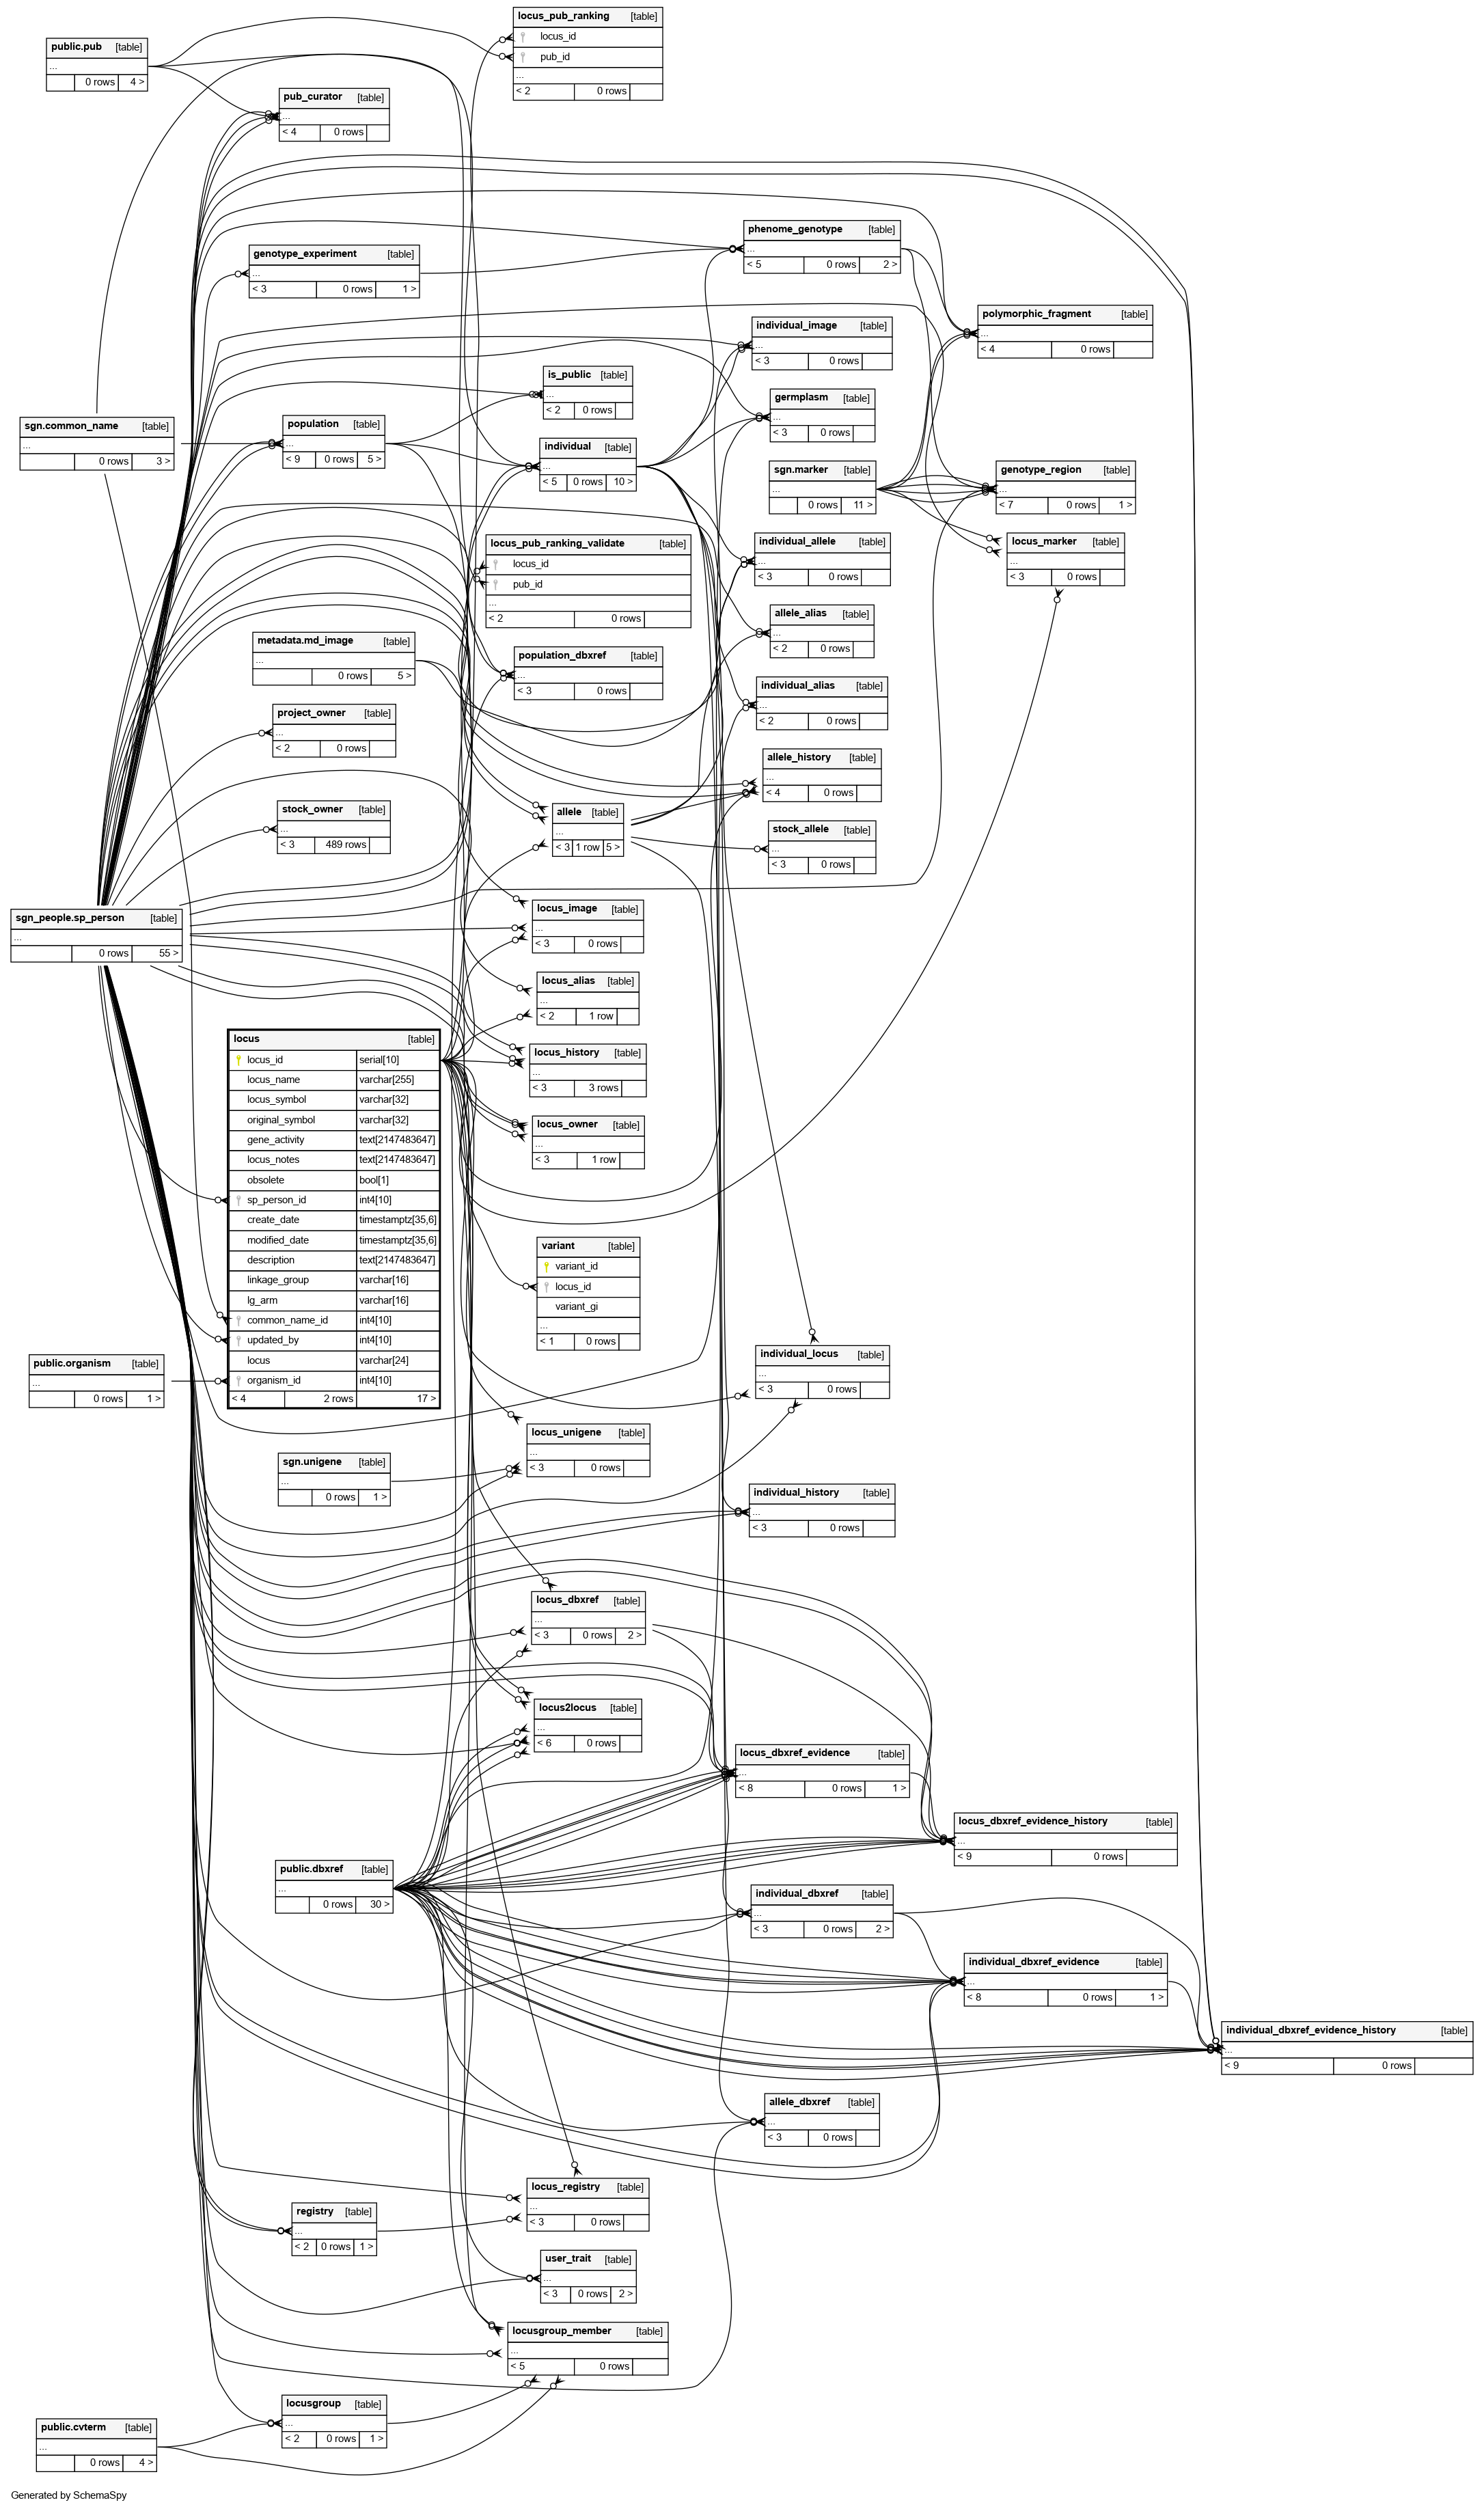 locus_pub_ranking [table]
locus_id
pub_id
...
< 2 0 rows
public.pub [table]
...
0 rows 4 >
pub_curator [table]
...
< 4 0 rows
phenome_genotype [table]
...
< 5 0 rows 2 >
genotype_experiment [table]
...
< 3 0 rows 1 >
polymorphic_fragment [table]
...
< 4 0 rows
individual_image [table]
...
< 3 0 rows
is_public [table]
...
< 2 0 rows
germplasm [table]
...
< 3 0 rows
sgn.common_name [table]
...
0 rows 3 >
population [table]
...
< 9 0 rows 5 >
individual [table]
...
< 5 0 rows 10 >
sgn.marker [table]
...
0 rows 11 >
genotype_region [table]
...
< 7 0 rows 1 >
locus_pub_ranking_validate [table]
locus_id
pub_id
...
< 2 0 rows
individual_allele [table]
...
< 3 0 rows
locus_marker [table]
...
< 3 0 rows
allele_alias [table]
...
< 2 0 rows
metadata.md_image [table]
...
0 rows 5 >
population_dbxref [table]
...
< 3 0 rows
individual_alias [table]
...
< 2 0 rows
project_owner [table]
...
< 2 0 rows
allele_history [table]
...
< 4 0 rows
stock_owner [table]
...
< 3 489 rows
allele [table]
...
< 3 1 row 5 >
stock_allele [table]
...
< 3 0 rows
sgn_people.sp_person [table]
...
0 rows 55 >
locus_image [table]
...
< 3 0 rows
locus_alias [table]
...
< 2 1 row
locus [table]
locus_id serial[10]
locus_name varchar[255]
locus_symbol varchar[32]
original_symbol varchar[32]
gene_activity text[2147483647]
locus_notes text[2147483647]
obsolete bool[1]
sp_person_id int4[10]
create_date timestamptz[35,6]
modified_date timestamptz[35,6]
description text[2147483647]
linkage_group varchar[16]
lg_arm varchar[16]
common_name_id int4[10]
updated_by int4[10]
locus varchar[24]
organism_id int4[10]
< 4 2 rows 17 >
locus_history [table]
...
< 3 3 rows
locus_owner [table]
...
< 3 1 row
variant [table]
variant_id
locus_id
variant_gi
...
< 1 0 rows
public.organism [table]
...
0 rows 1 >
individual_locus [table]
...
< 3 0 rows
locus_unigene [table]
...
< 3 0 rows
sgn.unigene [table]
...
0 rows 1 >
individual_history [table]
...
< 3 0 rows
locus_dbxref [table]
...
< 3 0 rows 2 >
locus2locus [table]
...
< 6 0 rows
locus_dbxref_evidence [table]
...
< 8 0 rows 1 >
locus_dbxref_evidence_history [table]
...
< 9 0 rows
public.dbxref [table]
...
0 rows 30 >
individual_dbxref [table]
...
< 3 0 rows 2 >
individual_dbxref_evidence [table]
...
< 8 0 rows 1 >
individual_dbxref_evidence_history [table]
...
< 9 0 rows
allele_dbxref [table]
...
< 3 0 rows
locus_registry [table]
...
< 3 0 rows
registry [table]
...
< 2 0 rows 1 >
user_trait [table]
...
< 3 0 rows 2 >
locusgroup_member [table]
...
< 5 0 rows
locusgroup [table]
...
< 2 0 rows 1 >
public.cvterm [table]
...
0 rows 4 >
Generated by SchemaSpy